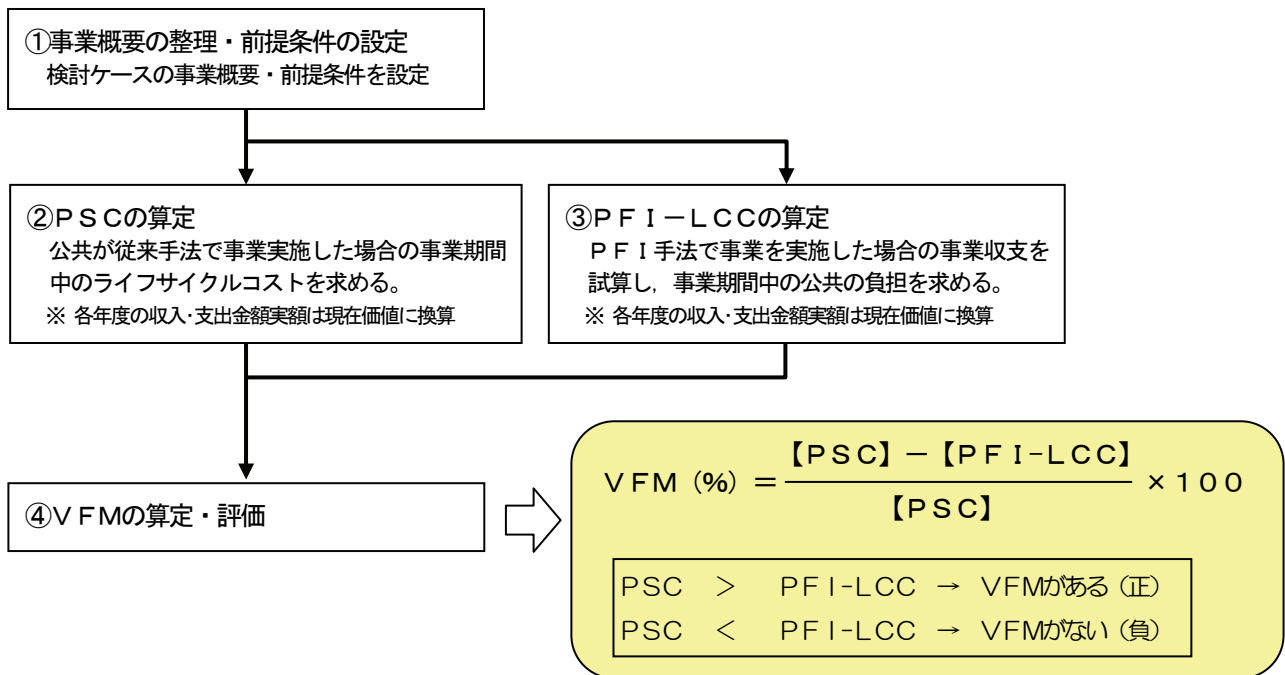 ①事業概要の整理・前提条件の設定
検討ケースの事業概要・前提条件を設定
②PSCの算定
公共が従来手法で事業実施した場合の事業期間
中のライフサイクルコストを求める。
※ 各年度の収入・支出金額実額は現在価値に換算
③PFI－LCCの算定
PFI手法で事業を実施した場合の事業収支を
試算し，事業期間中の公共の負担を求める。
※ 各年度の収入・支出金額実額は現在価値に換算
④VFMの算定・評価
VFM（%）＝
【PSC】－【PFI-LCC】
【PSC】
×100
PSC ＞ PFI-LCC → VFMがある（正）
PSC ＜ PFI-LCC → VFMがない（負）